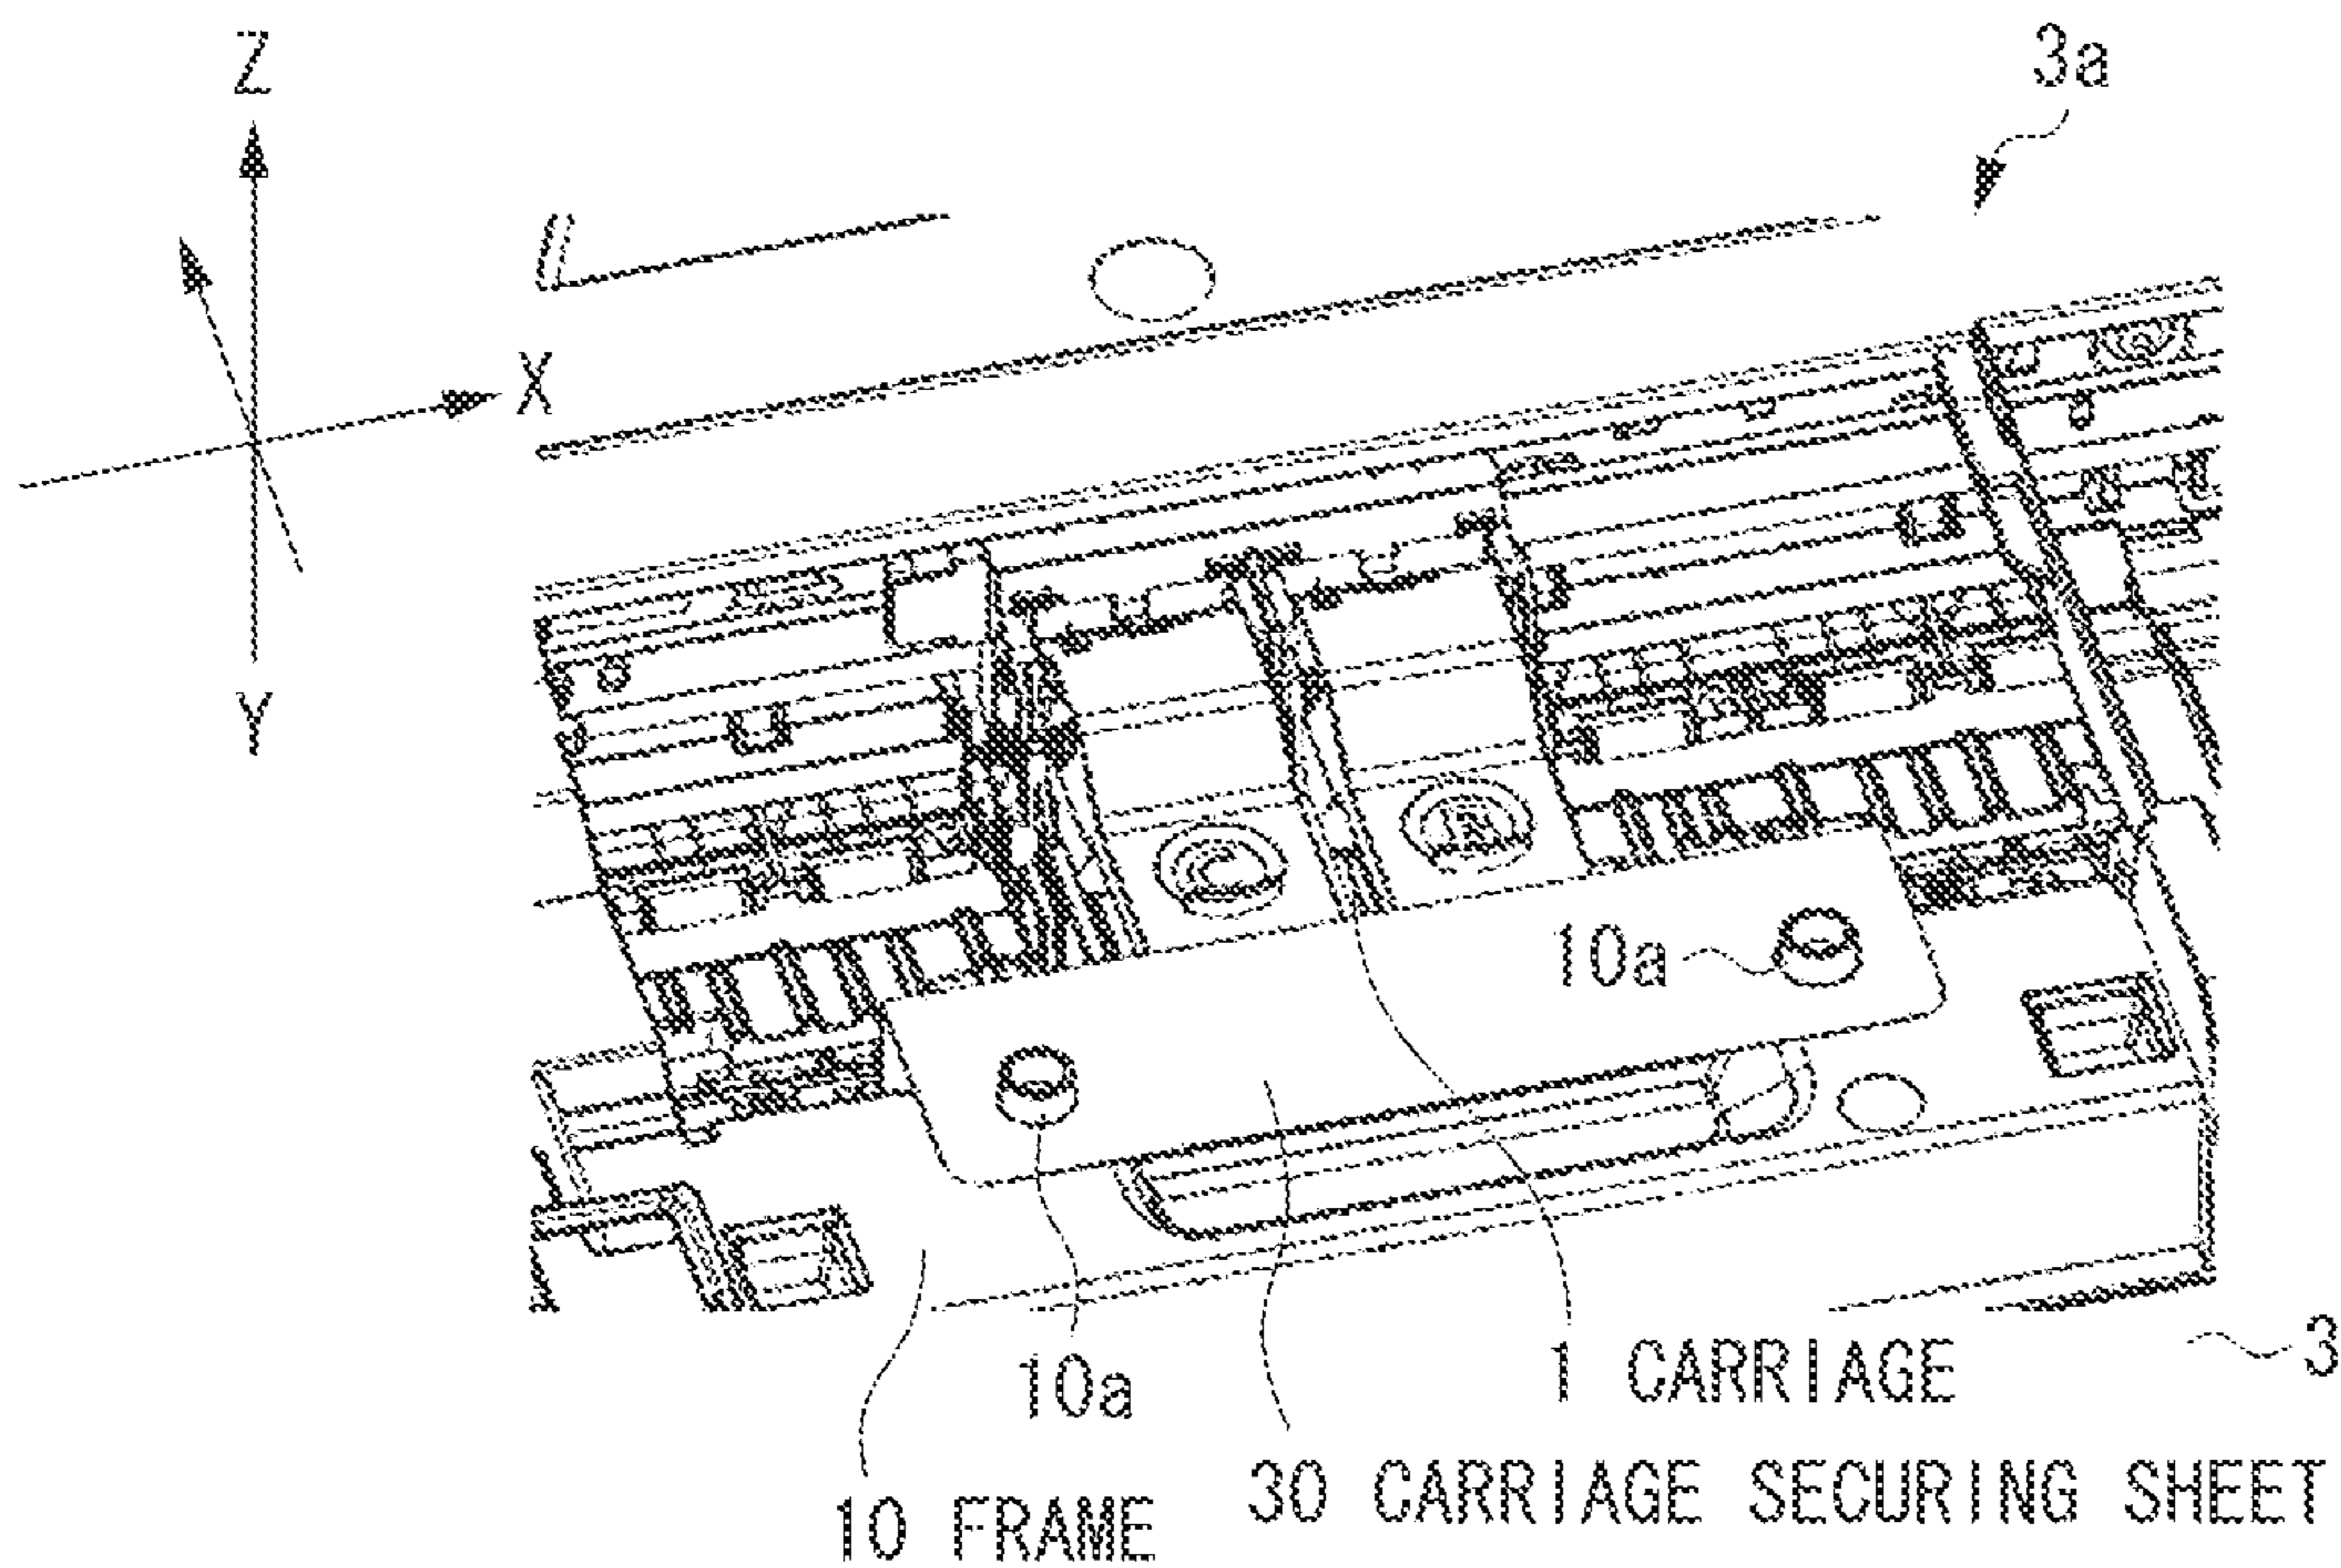 Z
3a
X
Y
10a
10a
1 CARRIAGE
3
30 CARRIAGE SECURING SHEET
10 FRAME